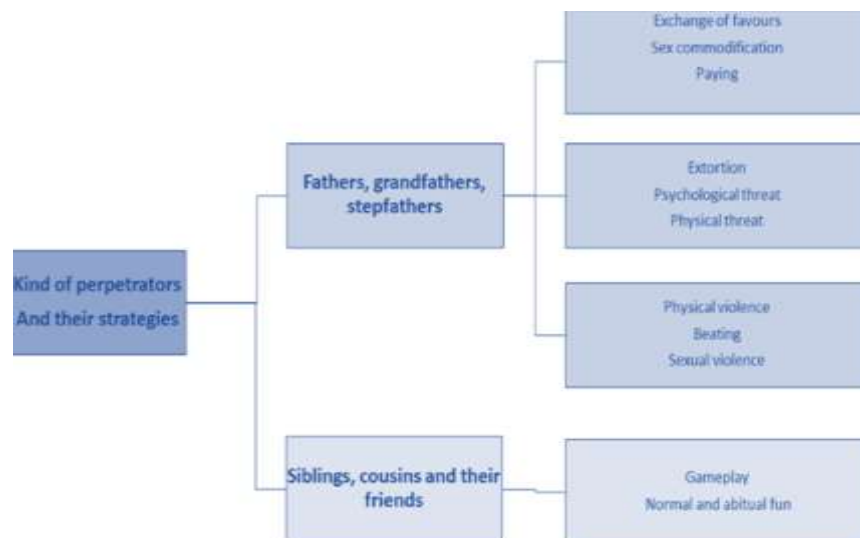 Kind of perpetrators
And their strategies
Fathers, grandfathers,
stepfathers
Exchange of favours
Sex commodification
Paying
Extortion
Psychological threat
Physical threat
Physical violence
Beating
Sexual violence
Siblings, cousins and their
friends
Gameplay
Normal and abitual fun